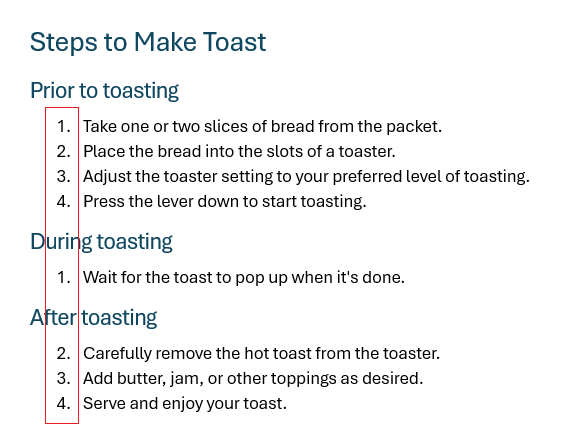 Steps to Make Toast
Prior to toasting
1. Take one or two slices of bread from the packet.
2. Place the bread into the slots of a toaster.
3. Adjust the toaster setting to your preferred level of toasting.
4. Press the lever down to start toasting.
During toasting
1. Wait for the toast to pop up when it's done.
After toasting
2. Carefully remove the hot toast from the toaster.
3. Add butter, jam, or other toppings as desired.
4. Serve and enjoy your toast.